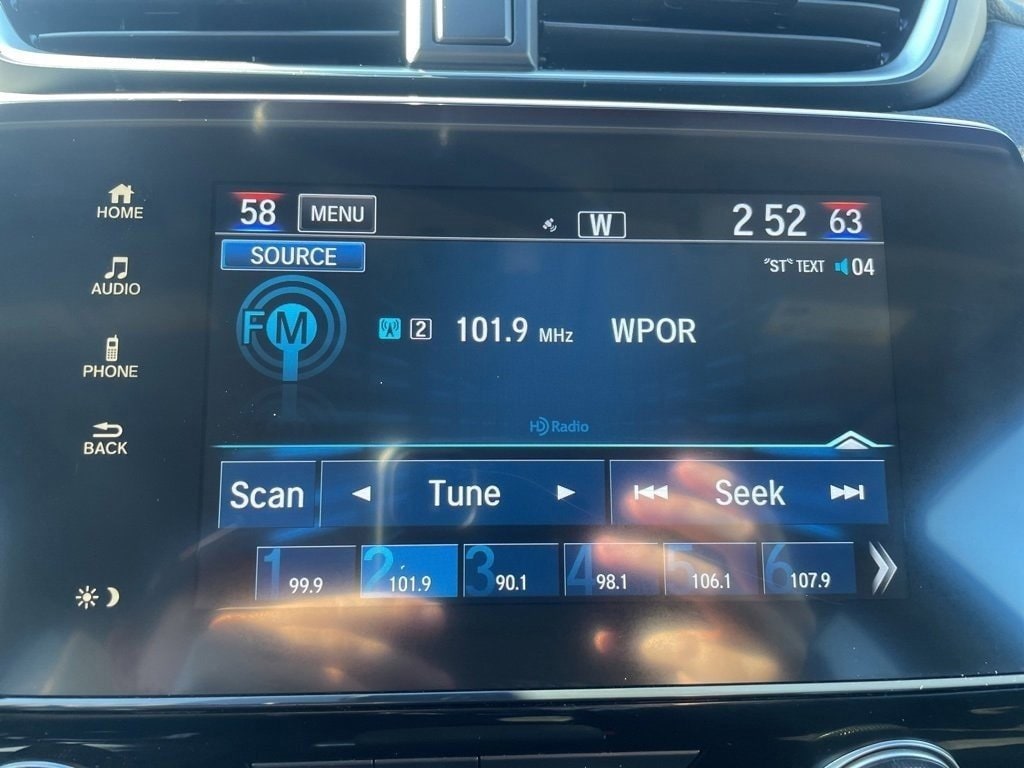 58 MENU W 2 52 63
HOME
SOURCE
"ST" TEXT 04
AUDIO
FM 2 101.9 MHz WPOR
PHONE
HD Radio
BACK
Scan Tune Seek
1 99.9 2 101.9 3 90.1 4 98.1 5 106.1 6 107.9